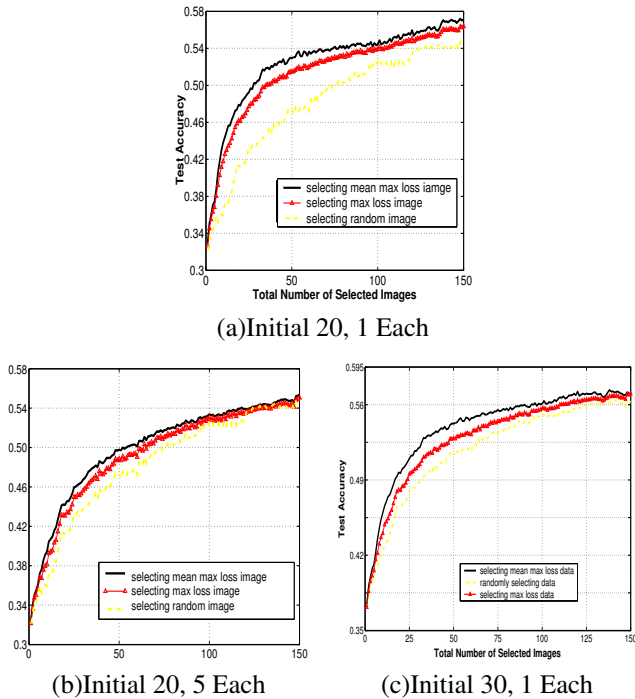 0.58
0.54
0.50
0.46
0.42
0.38
0.34
0.3
Test Accuracy
selecting mean max loss iamge
selecting max loss image
selecting random image
0 50 100 150
Total Number of Selected Images
(a)Initial 20, 1 Each
0.58
0.54
0.50
0.46
0.42
0.38
0.34
0.3
selecting mean max loss image
selecting max loss image
selecting random image
0 50 100 150
(b)Initial 20, 5 Each
0.595
0.55
0.49
0.42
0.35
Test Accuracy
selecting mean max loss data
randomly selecting data
selecting max loss data
0 25 50 75 100 125 150
Total Number of Selected Images
(c)Initial 30, 1 Each